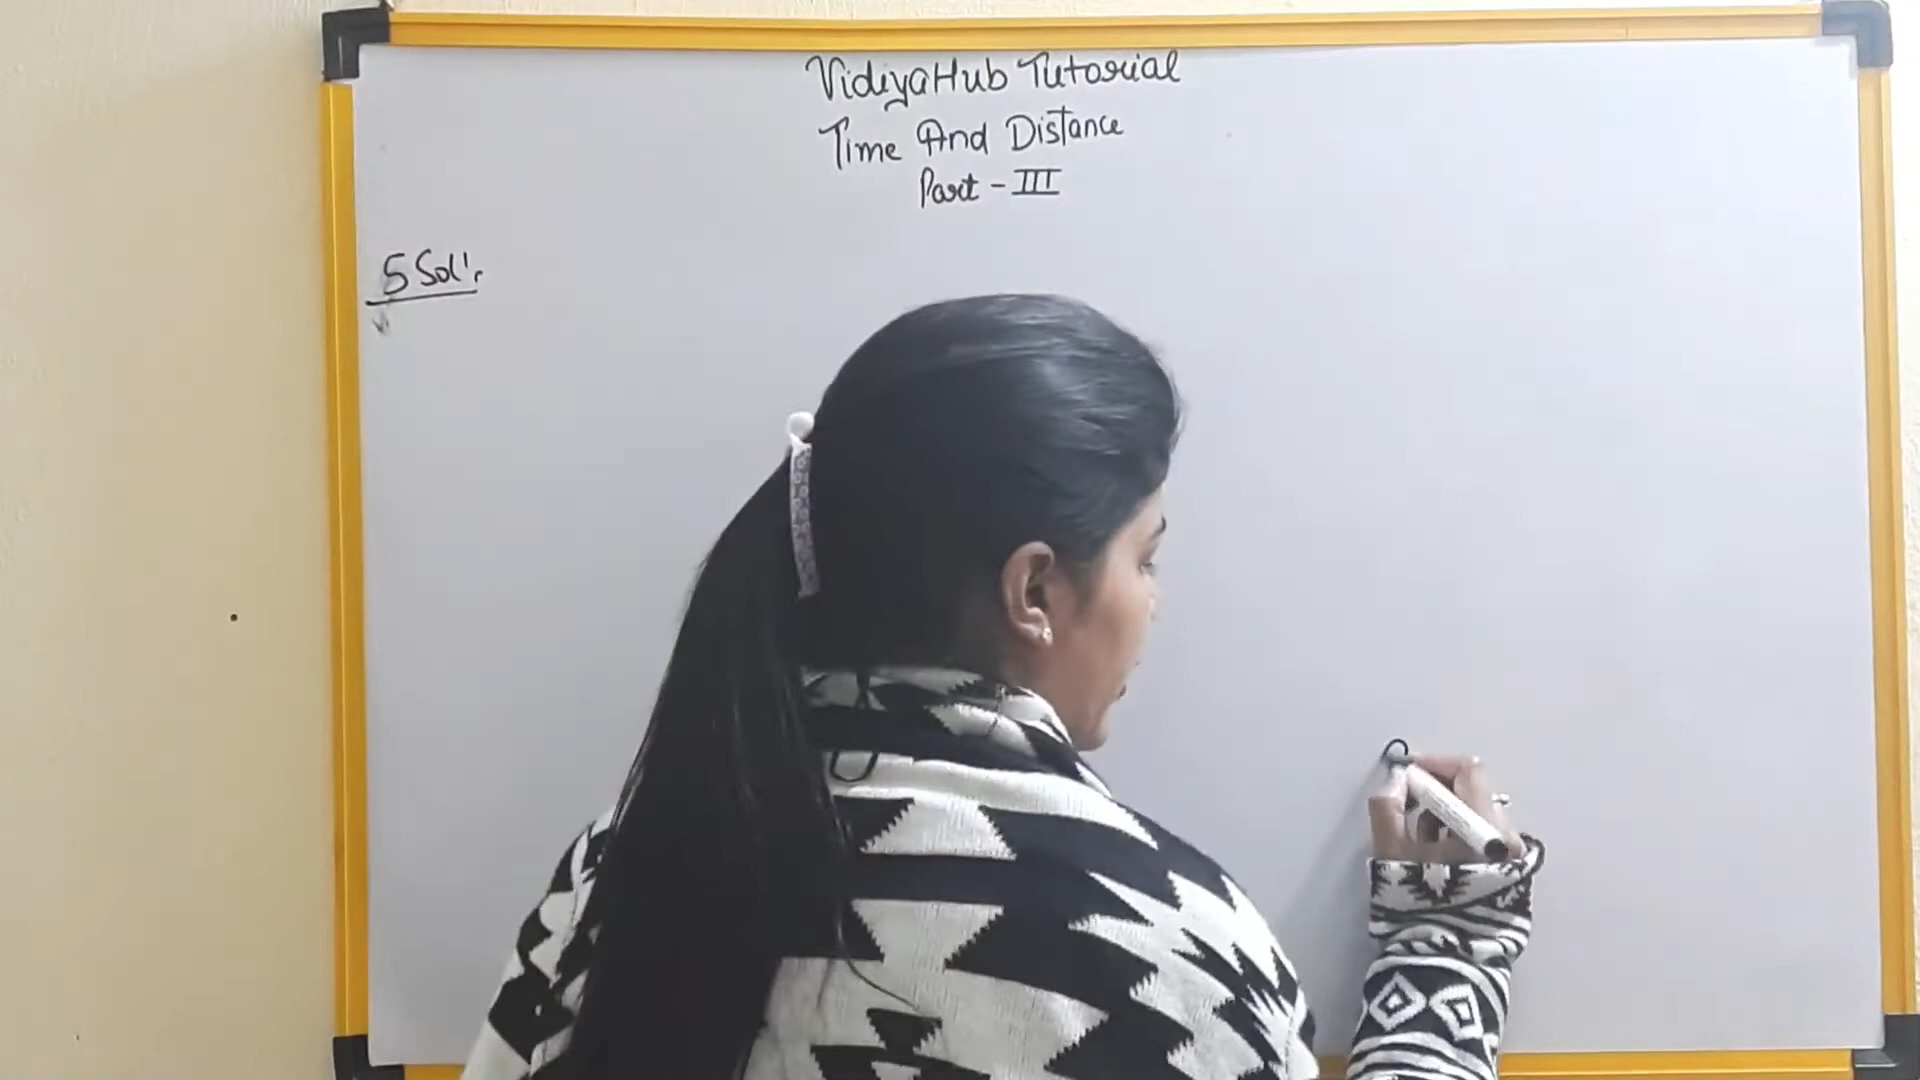 VidiyaHub Tutorial
Time And Distance
Part - III
5 Sol'.